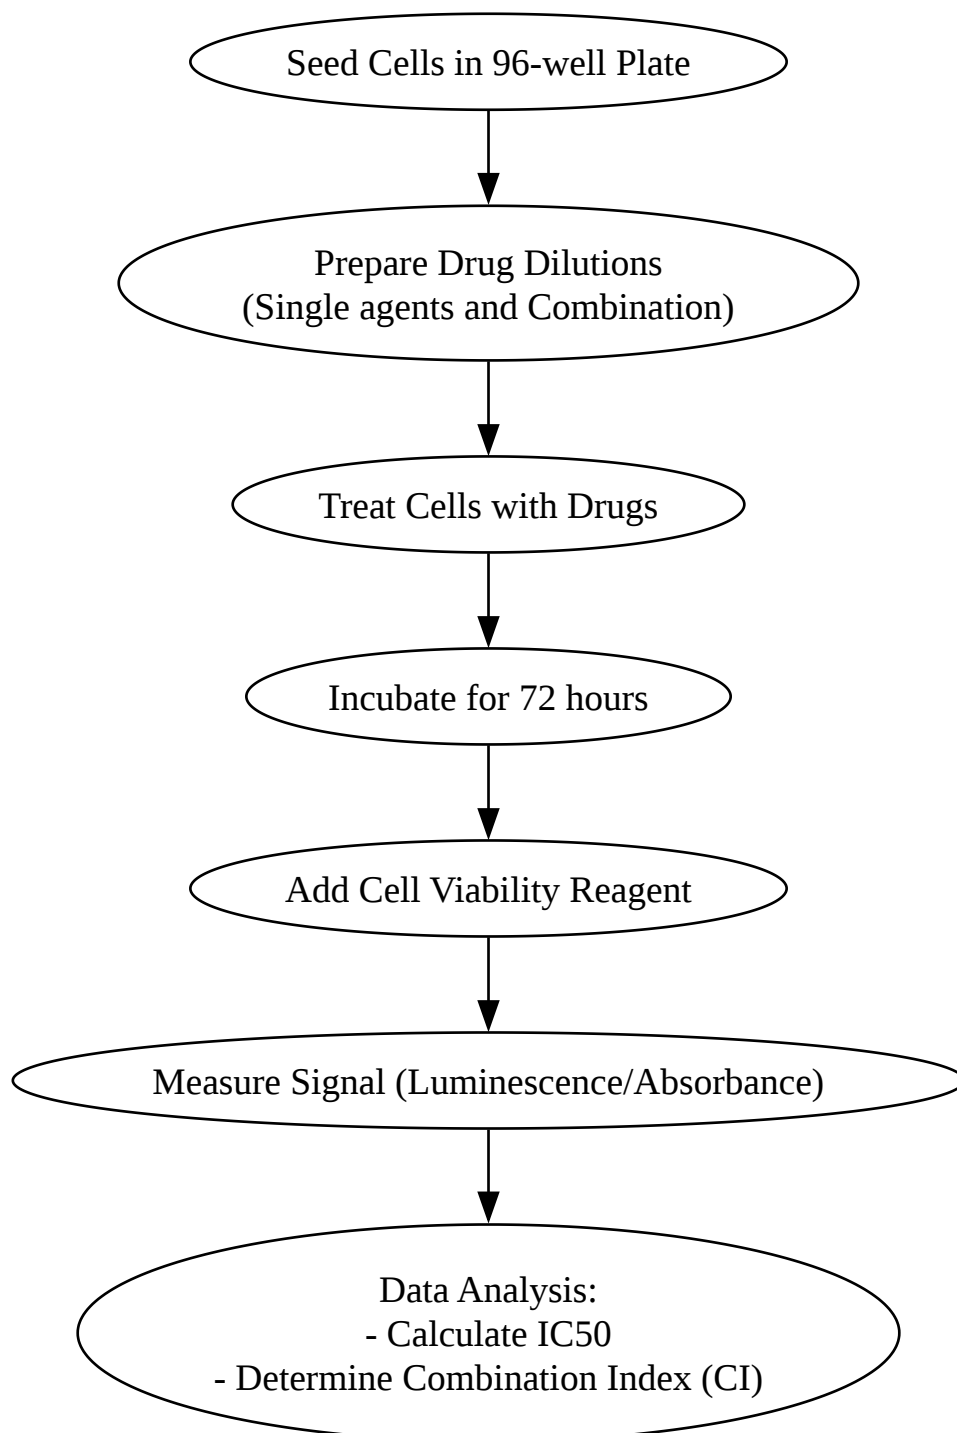 Seed Cells in 96-well Plate
Prepare Drug Dilutions
(Single agents and Combination)
Treat Cells with Drugs
Incubate for 72 hours
Add Cell Viability Reagent
Measure Signal (Luminescence/Absorbance)
Data Analysis:
- Calculate IC50
- Determine Combination Index (CI)